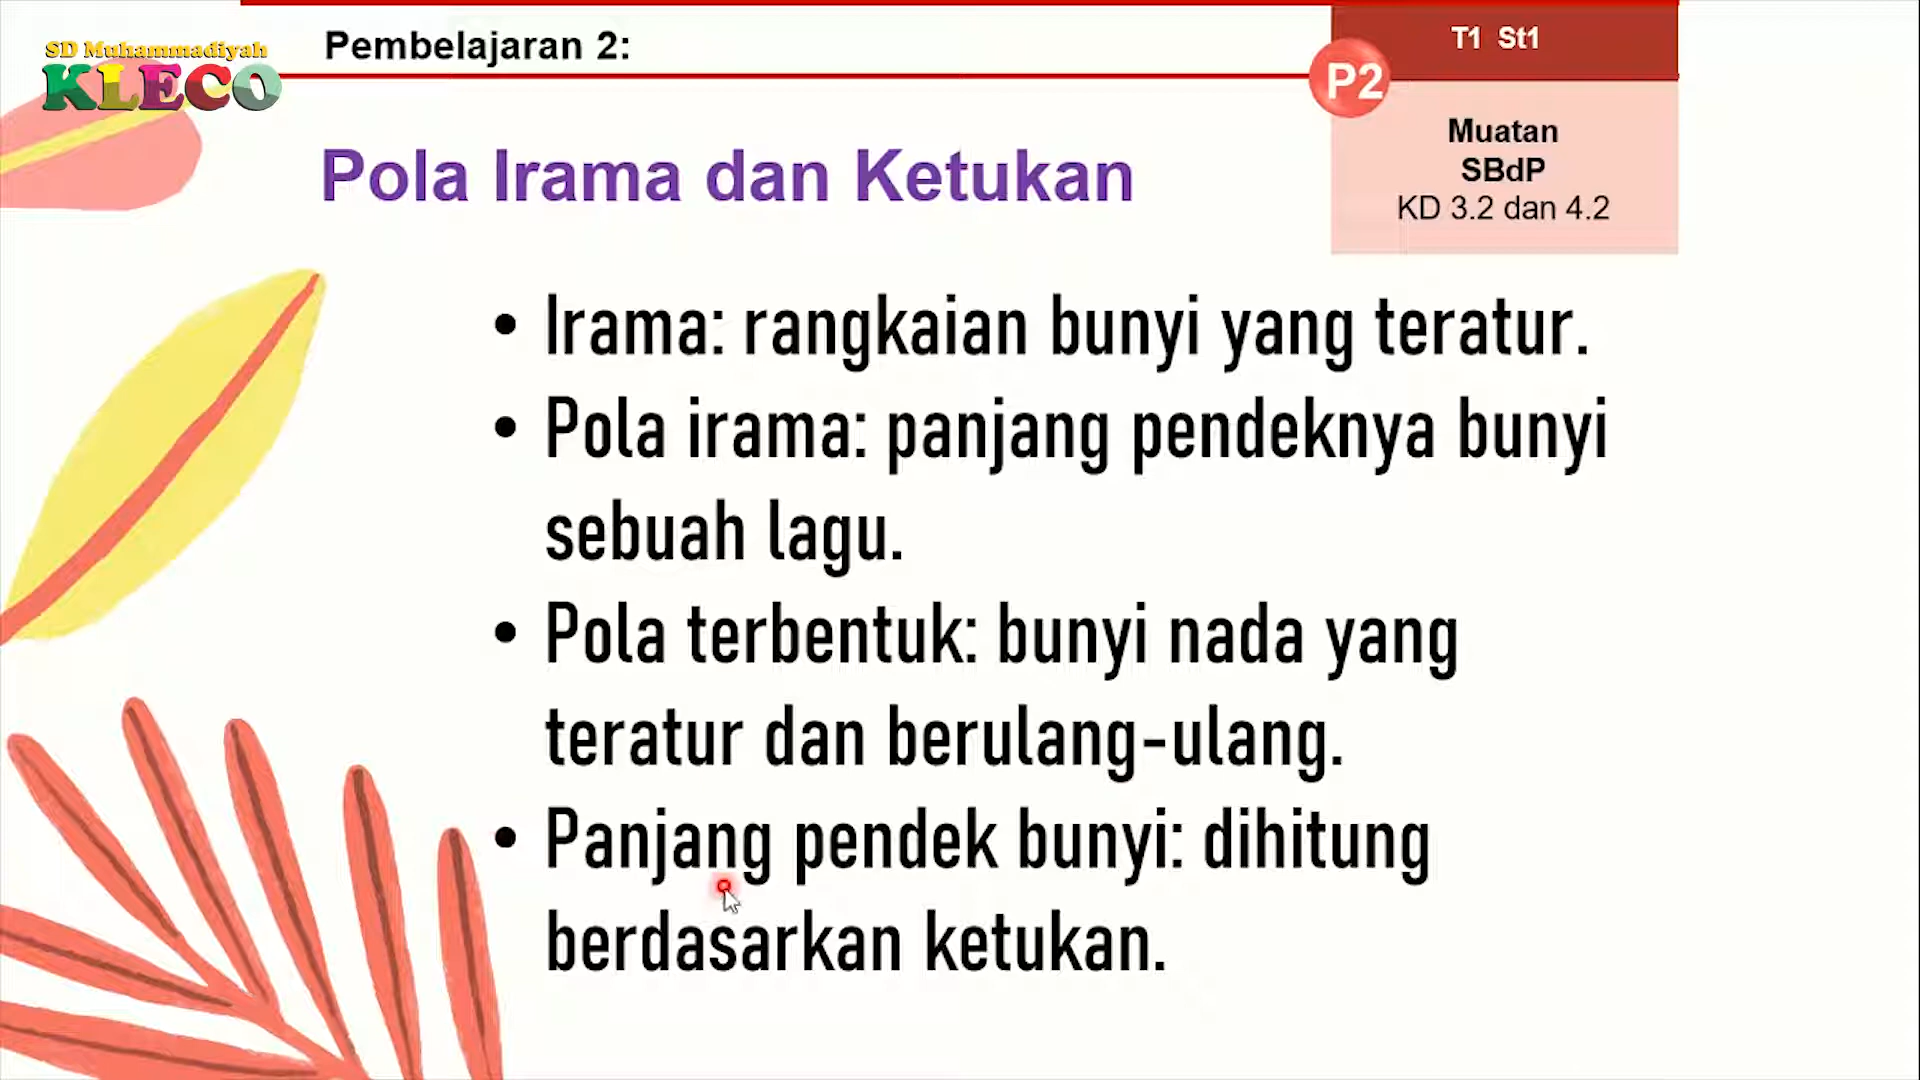 SD Muhammadiyah
KLECO
Pembelajaran 2:
T1 St1
P2
Muatan
SBdP
KD 3.2 dan 4.2
Pola Irama dan Ketukan
• Irama: rangkaian bunyi yang teratur.
• Pola irama: panjang pendeknya bunyi
sebuah lagu.
• Pola terbentuk: bunyi nada yang
teratur dan berulang-ulang.
• Panjang pendek bunyi: dihitung
berdasarkan ketukan.